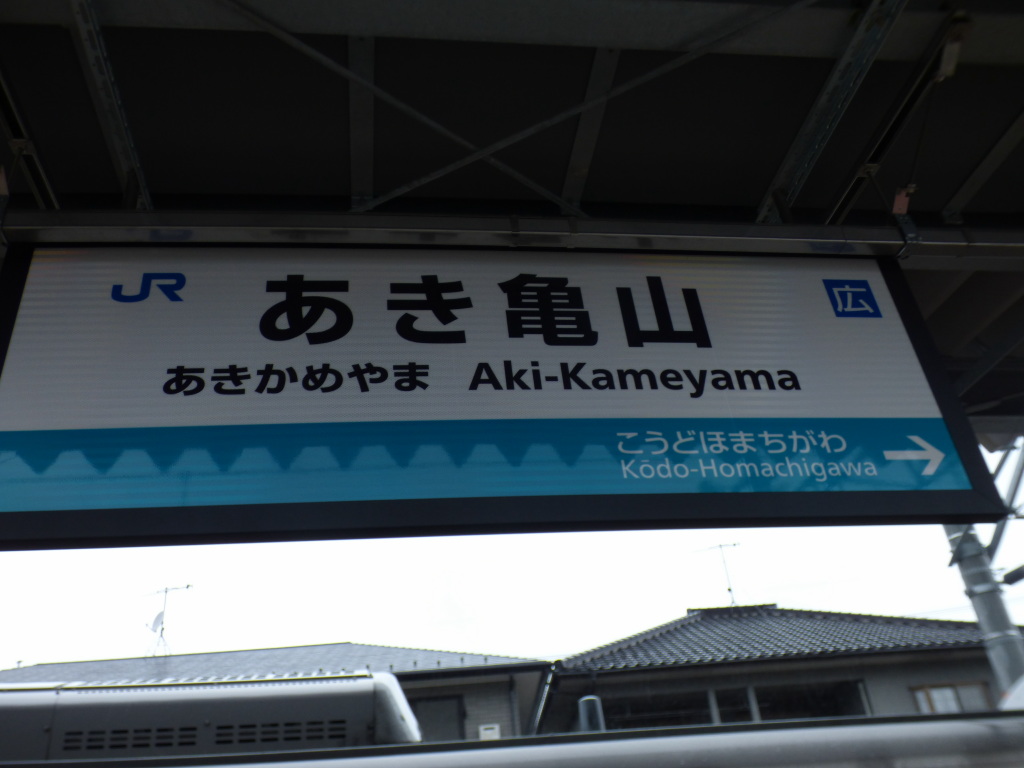 JR あき亀山 広
あきかめやま Aki-Kameyama
こうどほまちがわ
Kōdo-Homachigawa